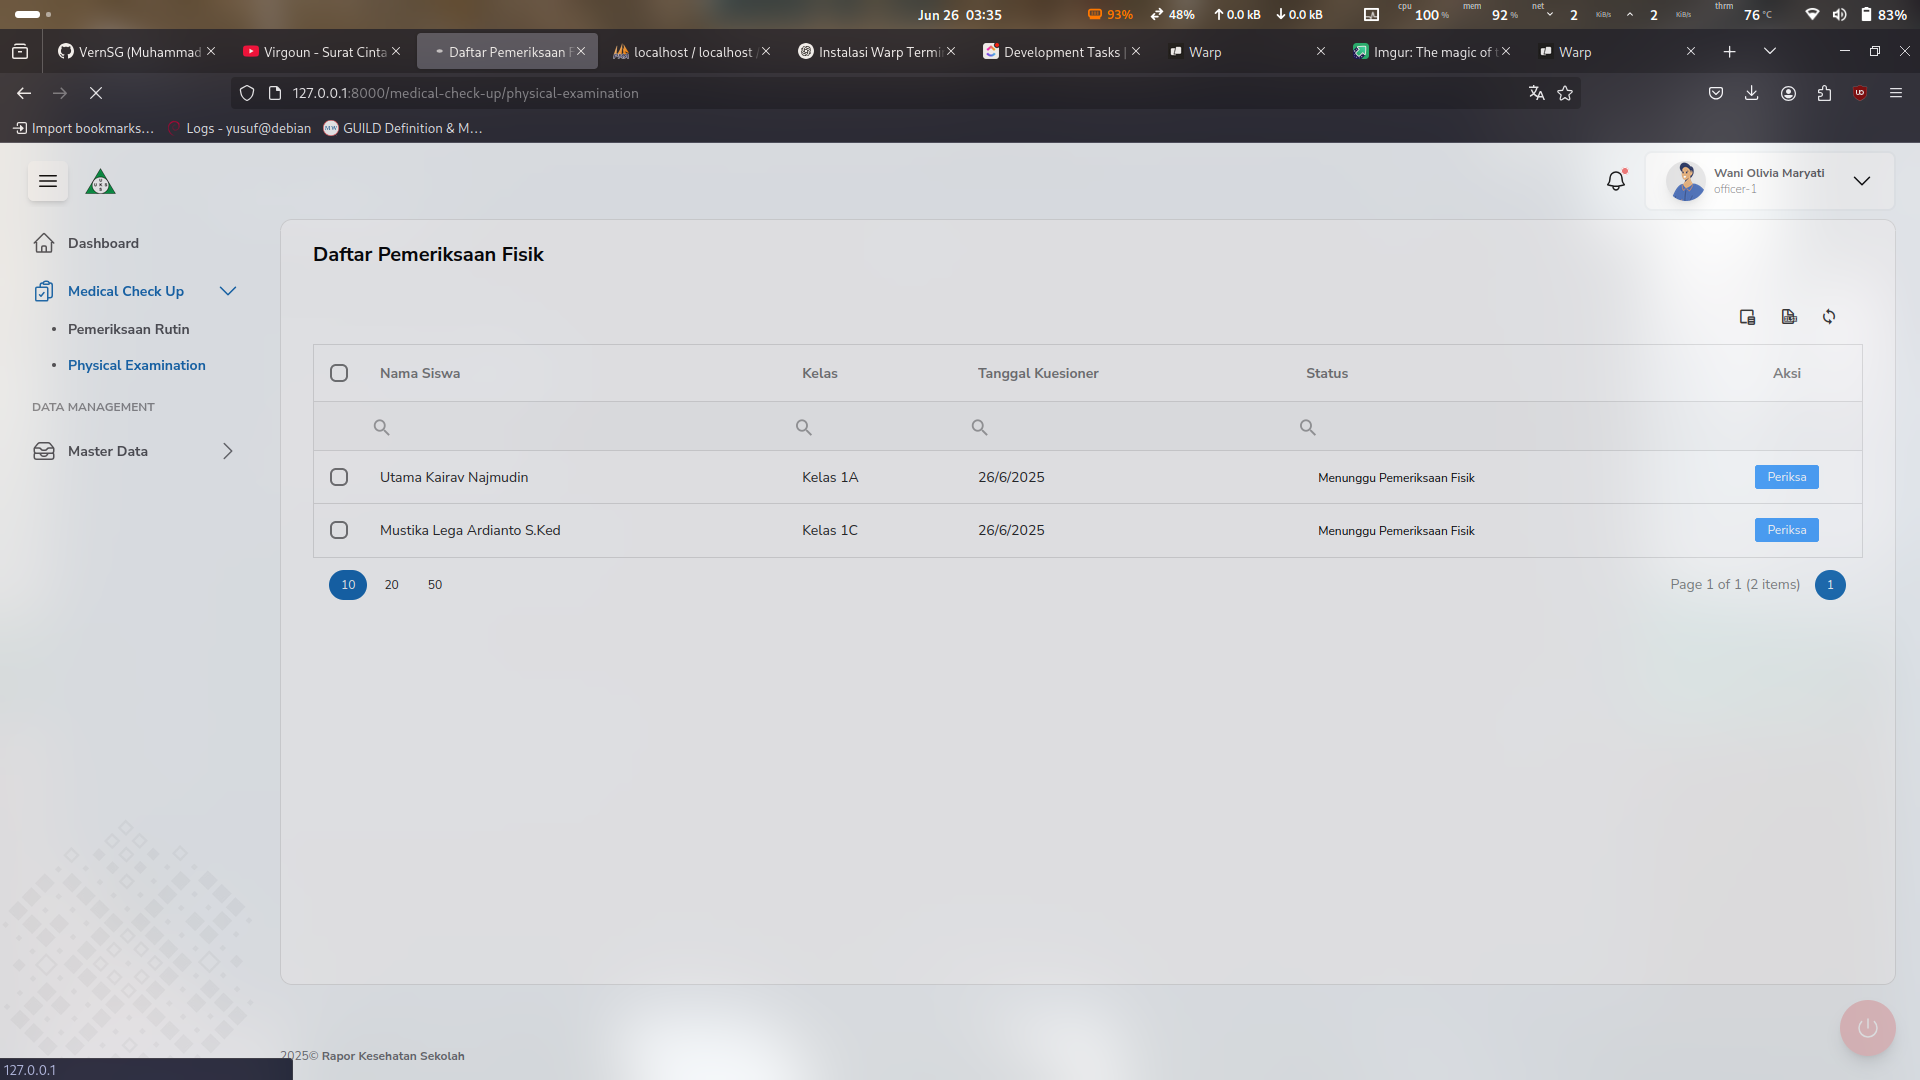 Jun 26 03:35 93% 48% 0.0 kB 0.0 kB cpu 100 % mem 92 % net 2 KiB/s 2 KiB/s thrm 76 °C 83%
VernSG (Muhammad Virgoun - Surat Cinta Daftar Pemeriksaan F localhost / localhost / Instalasi Warp Termi Development Tasks | Warp Imgur: The magic of Warp
127.0.0.1:8000/medical-check-up/physical-examination
Import bookmarks... Logs - yusuf@debian GUILD Definition & M...
Wani Olivia Maryati
officer-1
Dashboard
Medical Check Up
Pemeriksaan Rutin
Physical Examination
DATA MANAGEMENT
Master Data
Daftar Pemeriksaan Fisik
Nama Siswa Kelas Tanggal Kuesioner Status Aksi
Utama Kairav Najmudin Kelas 1A 26/6/2025 Menunggu Pemeriksaan Fisik Periksa
Mustika Lega Ardianto S.Ked Kelas 1C 26/6/2025 Menunggu Pemeriksaan Fisik Periksa
10 20 50 Page 1 of 1 (2 items) 1
2025© Rapor Kesehatan Sekolah
127.0.0.1